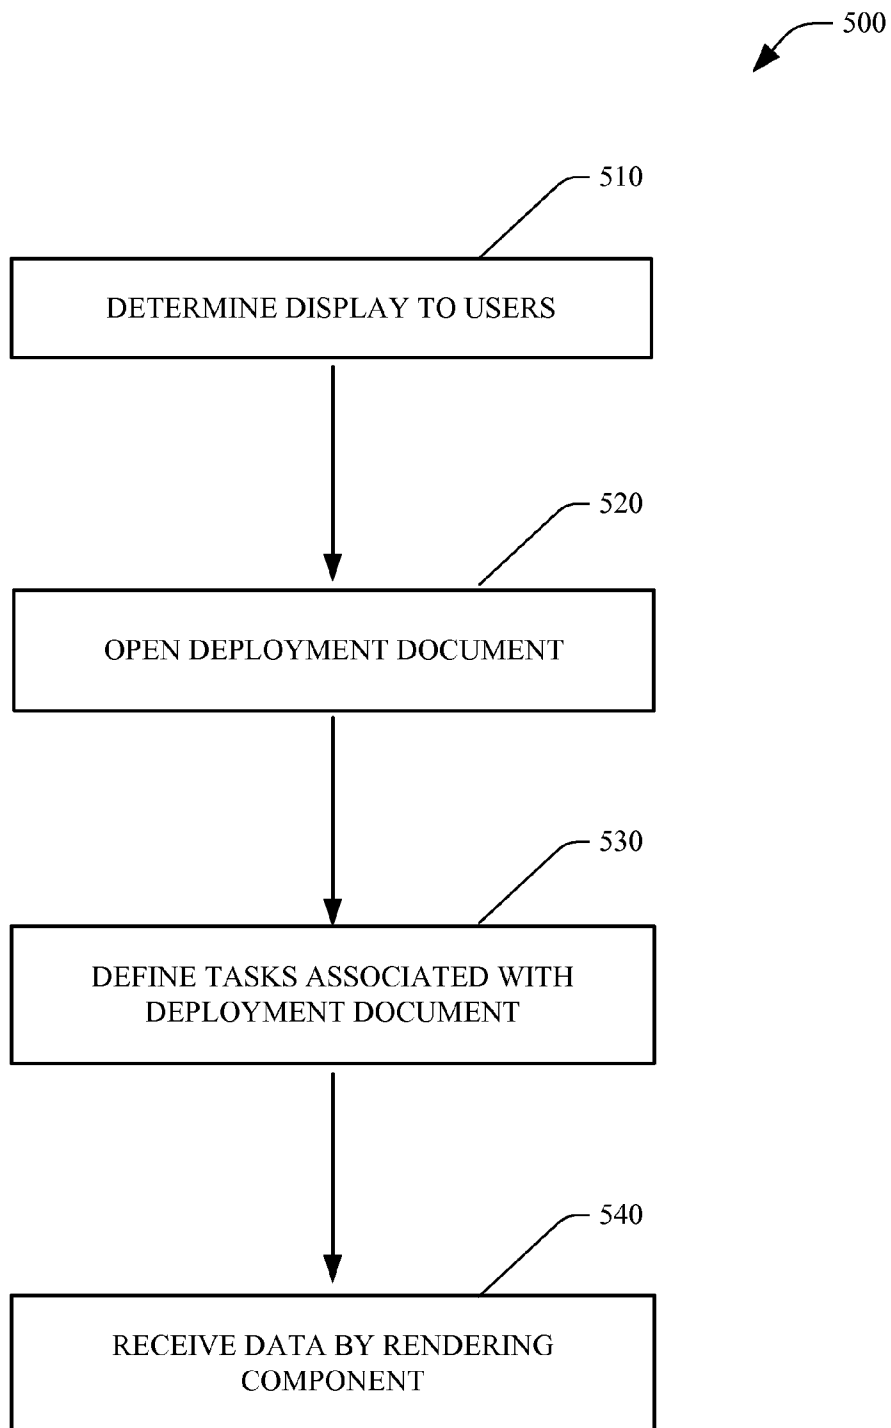 500
510
DETERMINE DISPLAY TO USERS
520
OPEN DEPLOYMENT DOCUMENT
530
DEFINE TASKS ASSOCIATED WITH
DEPLOYMENT DOCUMENT
540
RECEIVE DATA BY RENDERING
COMPONENT